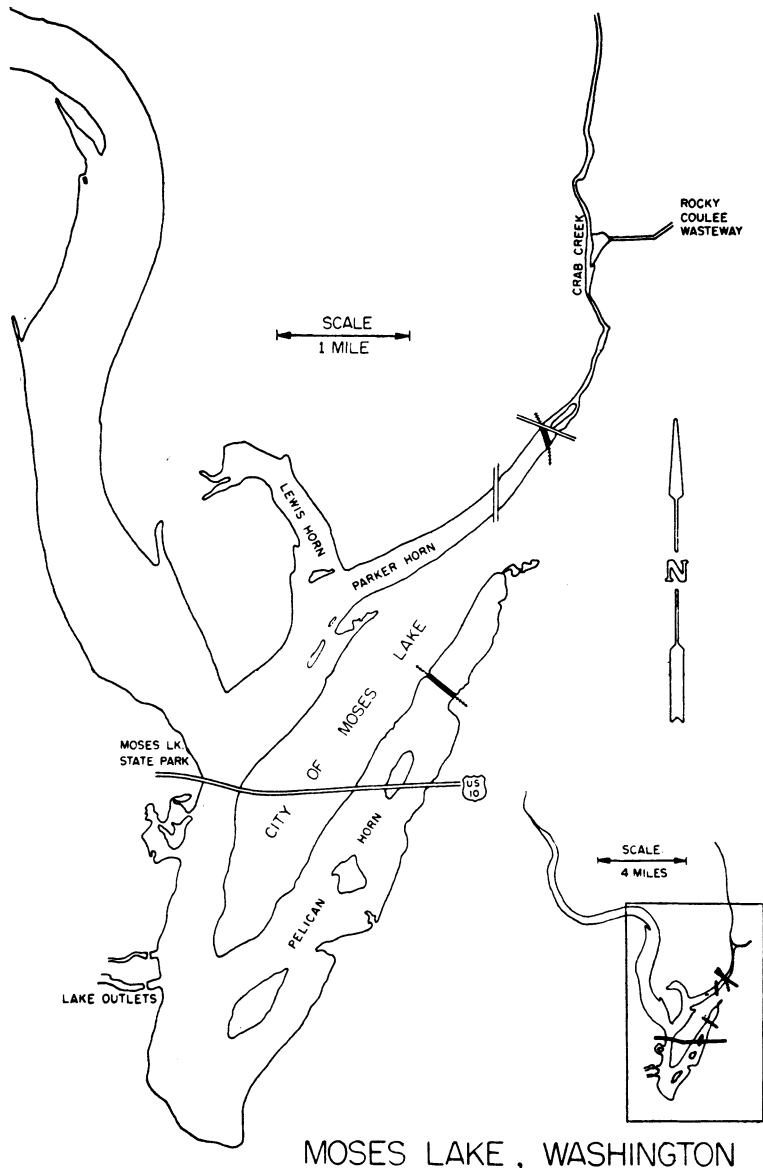 ROCKY
COULEE
WASTEWAY
CRAB CREEK
SCALE
1 MILE
LEWIS HORN
PARKER HORN
N
CITY OF MOSES LAKE
MOSES LK.
STATE PARK
US
10
PELICAN HORN
SCALE
4 MILES
LAKE OUTLETS
MOSES LAKE, WASHINGTON